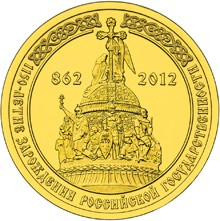 862 2012
1150-ЛЕТИЕ ЗАРОЖДЕНИЯ РОССИЙСКОЙ ГОСУДАРСТВЕННОСТИ